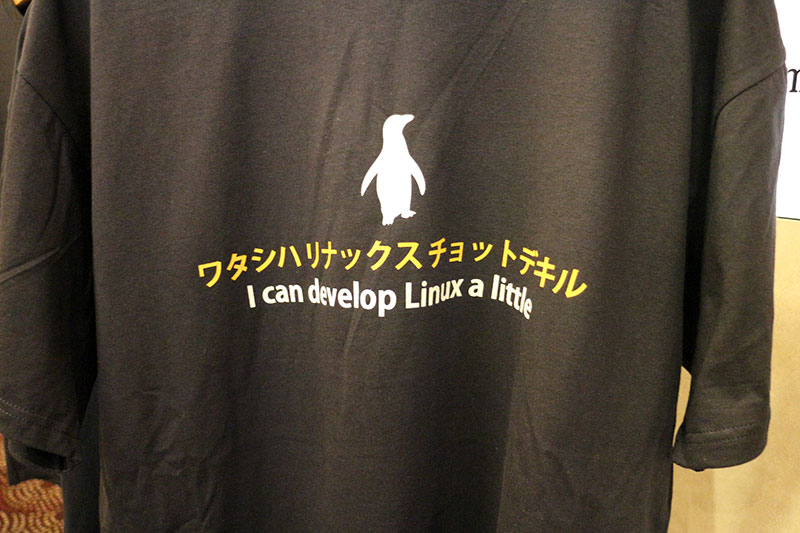 ワタシハリナックスチョットデキル
I can develop Linux a little
m